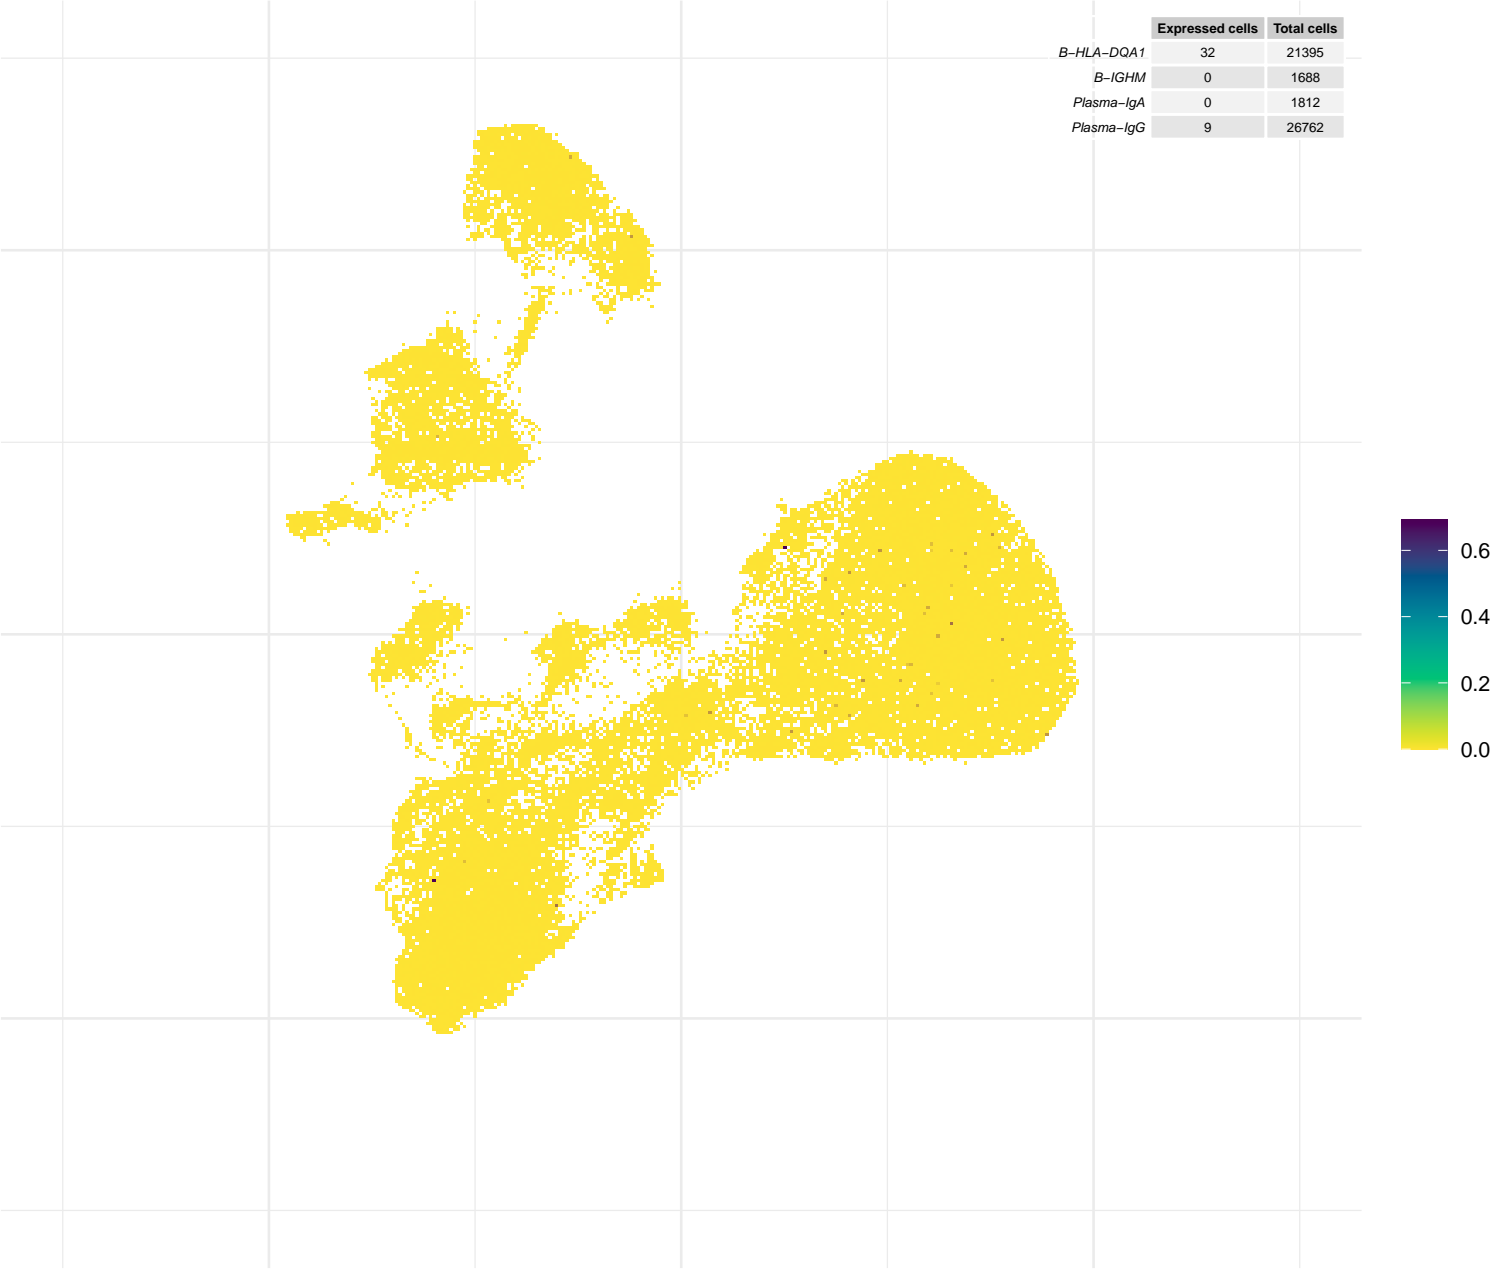 Expressed cells Total cells
B−HLA−DQA1 32 21395
B−IGHM 0 1688
Plasma−IgA 0 1812
Plasma−IgG 9 26762
0.6
0.4
0.2
0.0